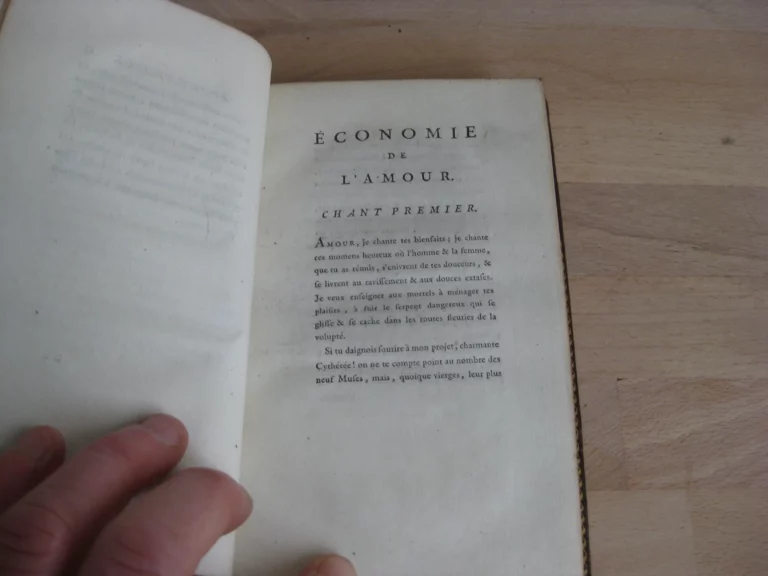 ÉCONOMIE
DE
L'AMOUR.
CHANT PREMIER.
AMOUR, je chante tes bienfaits; je chante
ces momens heureux où l'homme & la femme,
que tu as réunis, s'enivrent de tes douceurs, &
se livrent au ravissement & aux douces extases.
Je veux enseigner aux mortels à ménager tes
plaisirs, à fuir le serpent dangereux qui se
glisse & se cache dans les routes fleuries de la
volupté.
Si tu daignois sourire à mon projet, charmante
Cythérée! on ne te compte point au nombre des
neuf Muses, mais, quoique vierges, leur plus